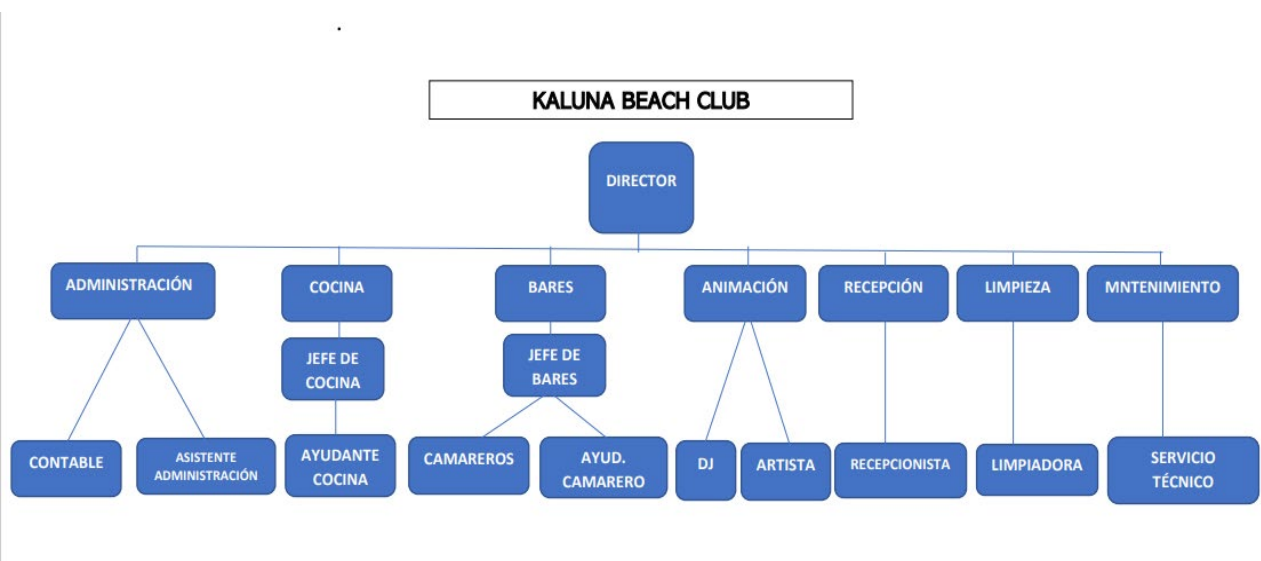 KALUNA BEACH CLUB
DIRECTOR
ADMINISTRACIÓN
COCINA
BARES
ANIMACIÓN
RECEPCIÓN
LIMPIEZA
MNTENIMIENTO
JEFE DE
COCINA
JEFE DE
BARES
CONTABLE
ASISTENTE
ADMINISTRACIÓN
AYUDANTE
COCINA
CAMAREROS
AYUD.
CAMARERO
DJ
ARTISTA
RECEPCIONISTA
LIMPIADORA
SERVICIO
TÉCNICO